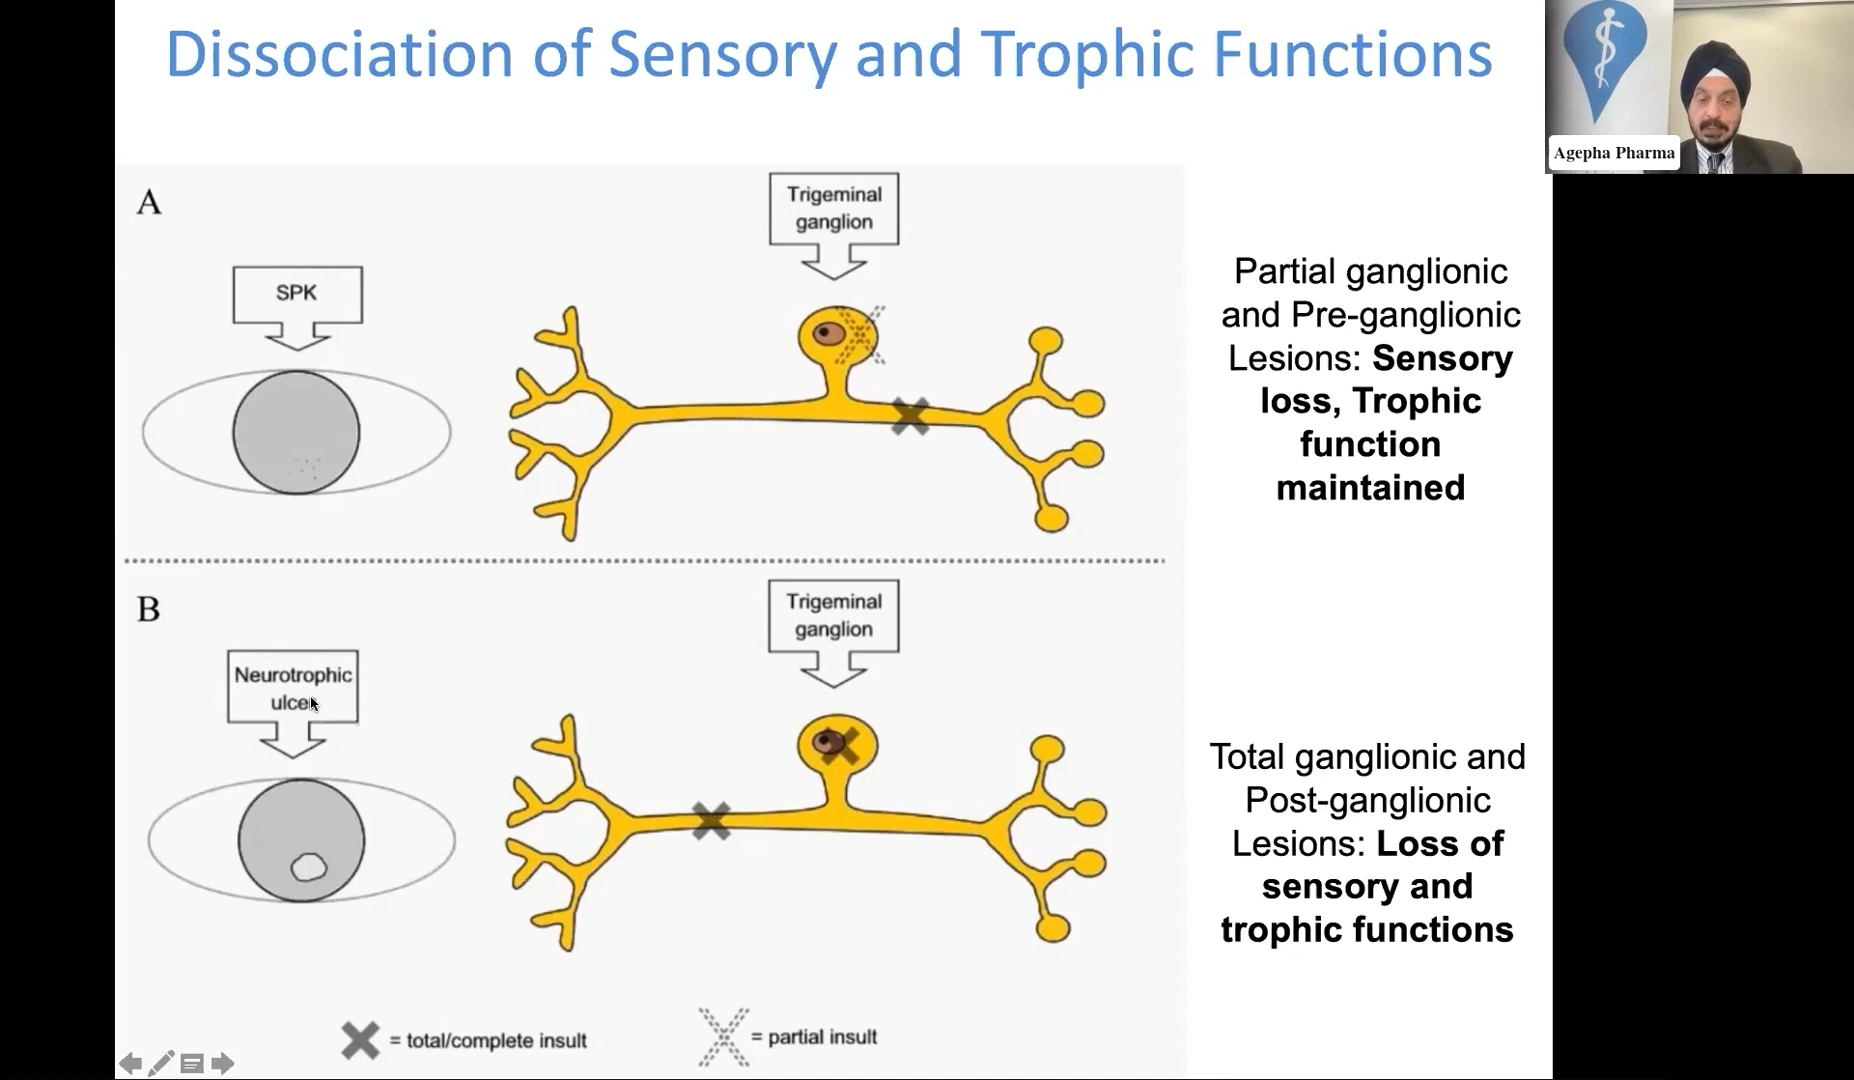 Dissociation of Sensory and Trophic Functions
Agepha Pharma
A
Trigeminal
ganglion
SPK
Partial ganglionic
and Pre-ganglionic
Lesions: Sensory
loss, Trophic
function
maintained
B
Trigeminal
ganglion
Neurotrophic
ulcer
Total ganglionic and
Post-ganglionic
Lesions: Loss of
sensory and
trophic functions
= total/complete insult
= partial insult